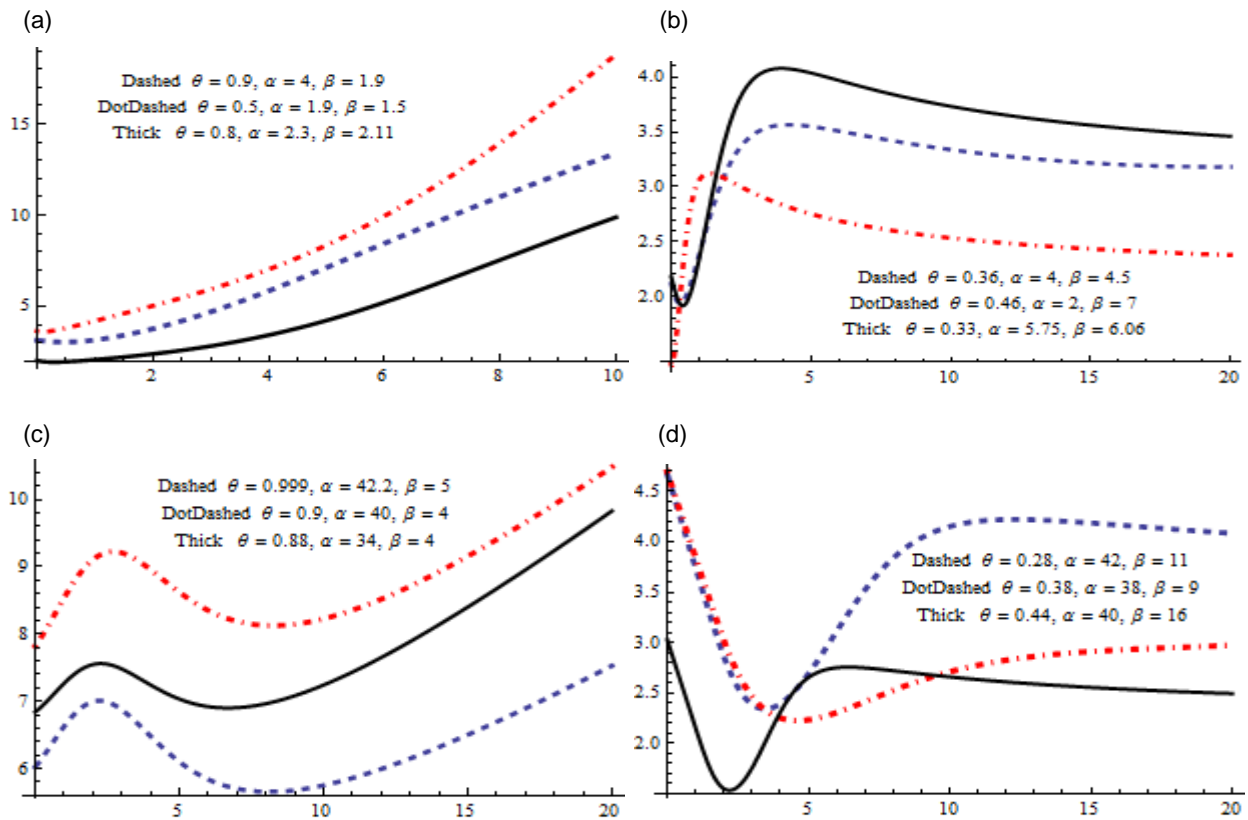 (a)
Dashed θ = 0.9, α = 4, β = 1.9
DotDashed θ = 0.5, α = 1.9, β = 1.5
Thick θ = 0.8, α = 2.3, β = 2.11
15
10
5
2
4
6
8
10
(b)
4.0
3.5
3.0
2.5
2.0
Dashed θ = 0.36, α = 4, β = 4.5
DotDashed θ = 0.46, α = 2, β = 7
Thick θ = 0.33, α = 5.75, β = 6.06
5
10
15
20
(c)
Dashed θ = 0.999, α = 42.2, β = 5
DotDashed θ = 0.9, α = 40, β = 4
Thick θ = 0.88, α = 34, β = 4
10
9
8
7
6
5
10
15
20
(d)
4.5
4.0
3.5
3.0
2.5
2.0
Dashed θ = 0.28, α = 42, β = 11
DotDashed θ = 0.38, α = 38, β = 9
Thick θ = 0.44, α = 40, β = 16
5
10
15
20